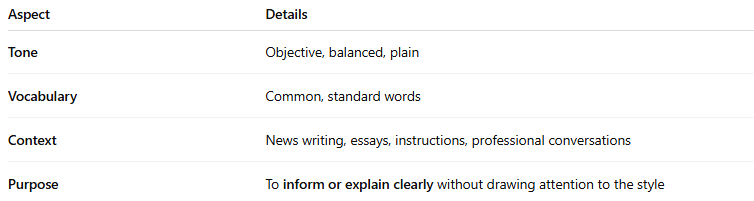 Aspect Details
Tone Objective, balanced, plain
Vocabulary Common, standard words
Context News writing, essays, instructions, professional conversations
Purpose To inform or explain clearly without drawing attention to the style